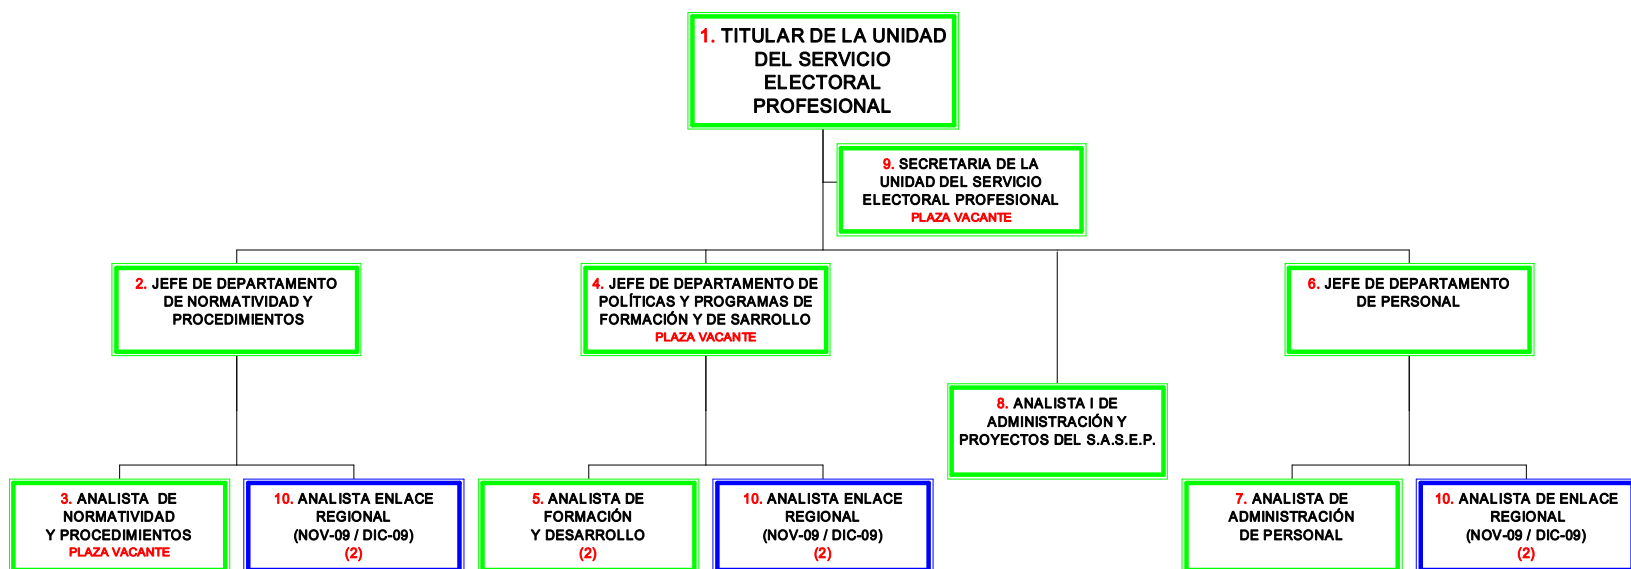 1. TITULAR DE LA UNIDAD
DEL SERVICIO
ELECTORAL
PROFESIONAL
9. SECRETARIA DE LA
UNIDAD DEL SERVICIO
ELECTORAL PROFESIONAL
PLAZA VACANTE
2. JEFE DE DEPARTAMENTO
DE NORMATIVIDAD Y
PROCEDIMIENTOS
4. JEFE DE DEPARTAMENTO DE
POLÍTICAS Y PROGRAMAS DE
FORMACIÓN Y DE SARROLLO
PLAZA VACANTE
6. JEFE DE DEPARTAMENTO
DE PERSONAL
8. ANALISTA I DE
ADMINISTRACIÓN Y
PROYECTOS DEL S.A.S.E.P.
3. ANALISTA DE
NORMATIVIDAD
Y PROCEDIMIENTOS
PLAZA VACANTE
10. ANALISTA ENLACE
REGIONAL
(NOV-09 / DIC-09)
(2)
5. ANALISTA DE
FORMACIÓN
Y DESARROLLO
(2)
10. ANALISTA ENLACE
REGIONAL
(NOV-09 / DIC-09)
(2)
7. ANALISTA DE
ADMINISTRACIÓN
DE PERSONAL
10. ANALISTA DE ENLACE
REGIONAL
(NOV-09 / DIC-09)
(2)